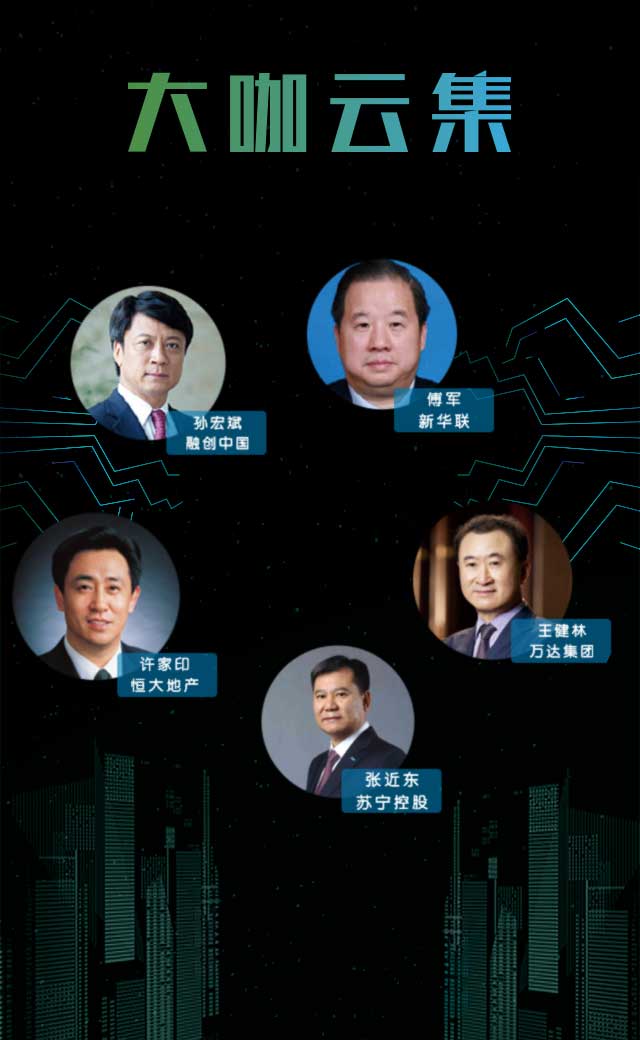 大咖云集
孙宏斌
融创中国
傅军
新华联
许家印
恒大地产
王健林
万达集团
张近东
苏宁控股